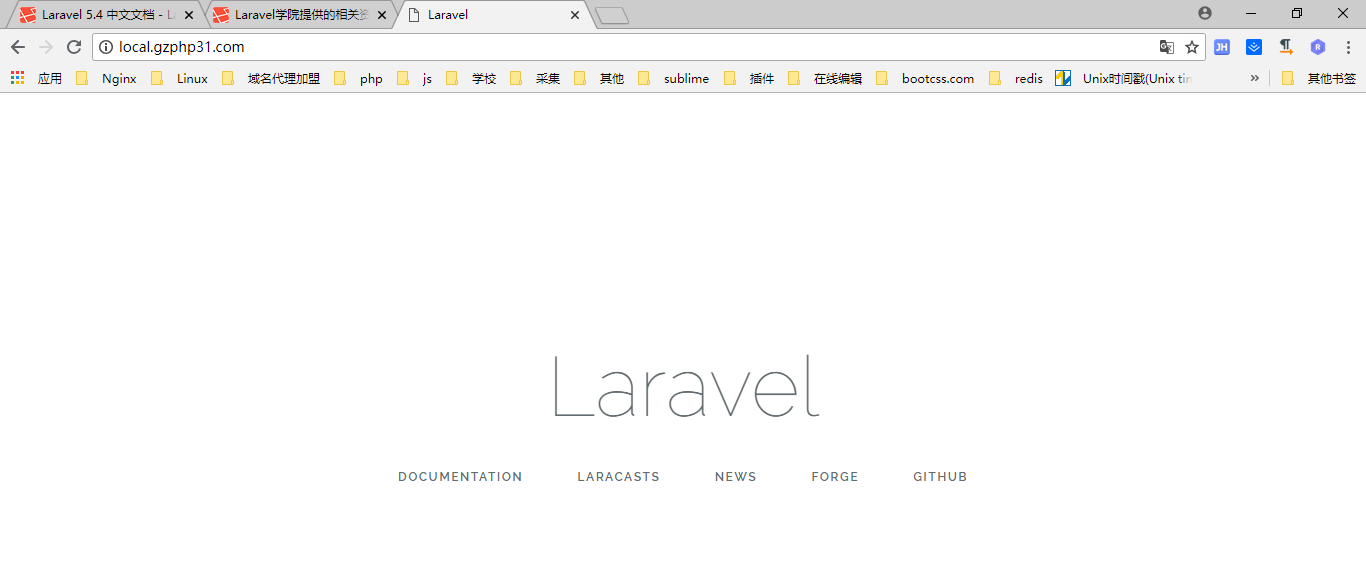 Laravel 5.4 中文文档 - La
Laravel学院提供的相关资
Laravel
local.gzphp31.com
JH
R
应用 Nginx Linux 域名代理加盟 php js 学校 采集 其他 sublime 插件 在线编辑 bootcss.com redis Unix时间戳(Unix tim » 其他书签
Laravel
DOCUMENTATION LARACASTS NEWS FORGE GITHUB